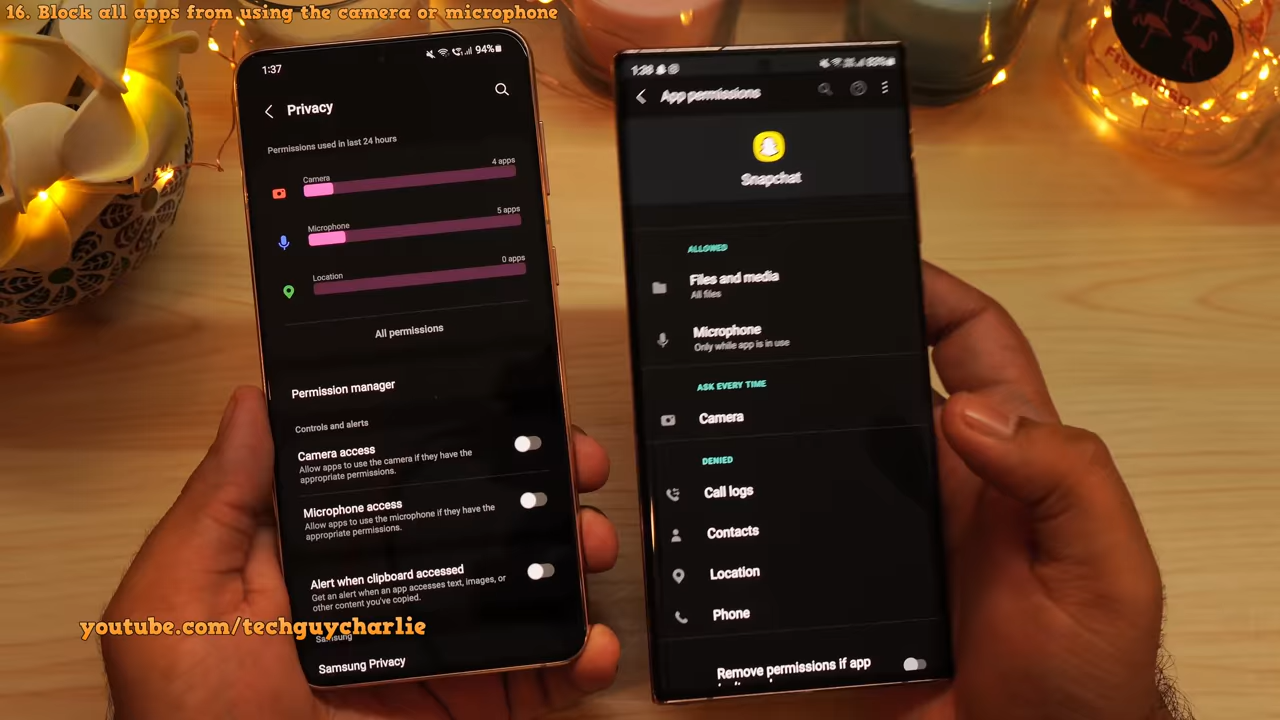 16. Block all apps from using the camera or microphone
1:37
94%
Privacy
Permissions used in last 24 hours
4 apps
Camera
5 apps
Microphone
0 apps
Location
All permissions
Permission manager
Controls and alerts
Camera access
Allow apps to use the camera if they have the
appropriate permissions.
Microphone access
Allow apps to use the microphone if they have the
appropriate permissions.
Alert when clipboard accessed
Get an alert when an app accesses text, images, or
other content you've copied.
Samsung
Samsung Privacy
youtube.com/techguycharlie
1:38
App permissions
Snapchat
ALLOWED
Files and media
All files
Microphone
Only while app is in use
ASK EVERY TIME
Camera
DENIED
Call logs
Contacts
Location
Phone
Remove permissions if app